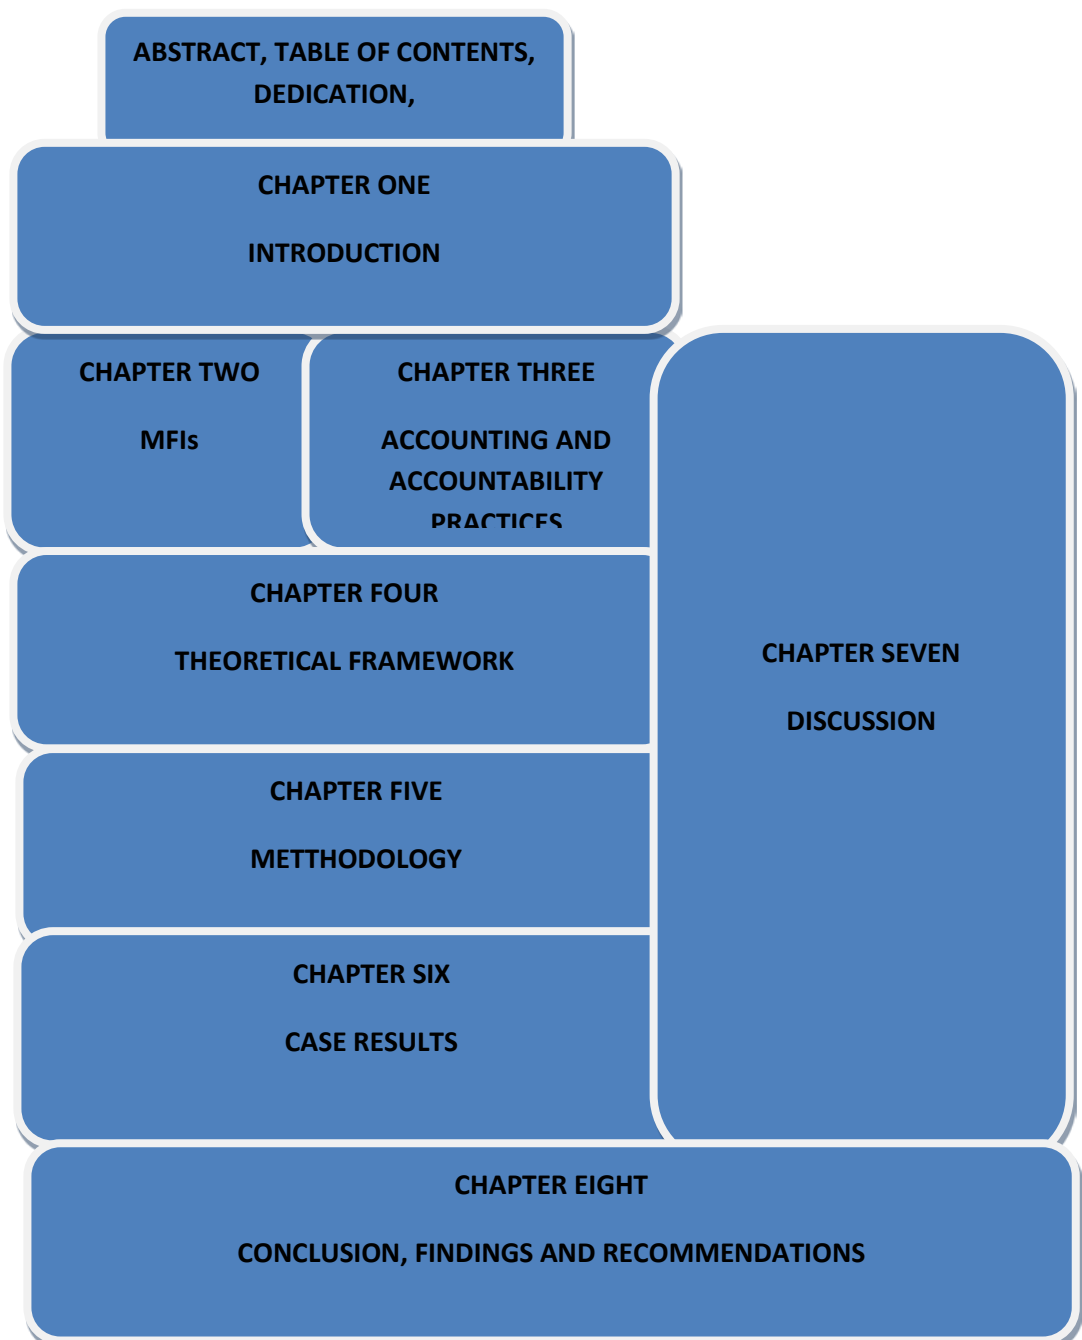 ABSTRACT, TABLE OF CONTENTS,
DEDICATION,
CHAPTER ONE
INTRODUCTION
CHAPTER TWO
MFIs
CHAPTER THREE
ACCOUNTING AND
ACCOUNTABILITY
PRACTICES
CHAPTER FOUR
THEORETICAL FRAMEWORK
CHAPTER FIVE
METTHODOLOGY
CHAPTER SIX
CASE RESULTS
CHAPTER SEVEN
DISCUSSION
CHAPTER EIGHT
CONCLUSION, FINDINGS AND RECOMMENDATIONS